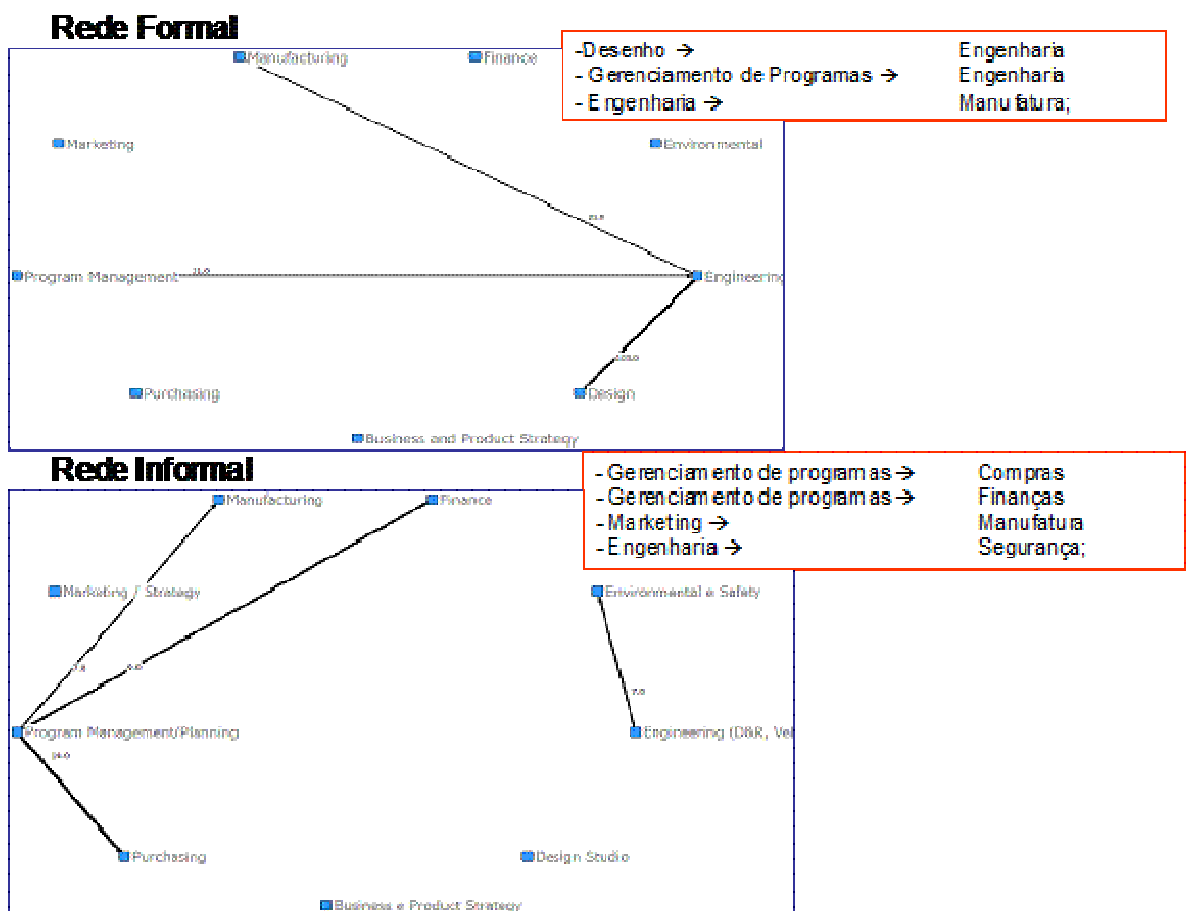 Rede Formal
-Desenho → Engenharia
- Gerenciamento de Programas → Engenharia
- Engenharia → Manufatura;
Manufacturing
Finance
Marketing
Environmental
Program Management
Engineering
Purchasing
Design
Business and Product Strategy
Rede Informal
- Gerenciamento de programas → Compras
- Gerenciamento de programas → Finanças
- Marketing → Manufatura
- Engenharia → Segurança;
Manufacturing
Finance
Marketing / Strategy
Environmental e Safety
7.0
Program Management/Planning
Engineering (D&R, Vel
Purchasing
Design Studio
Business e Product Strategy